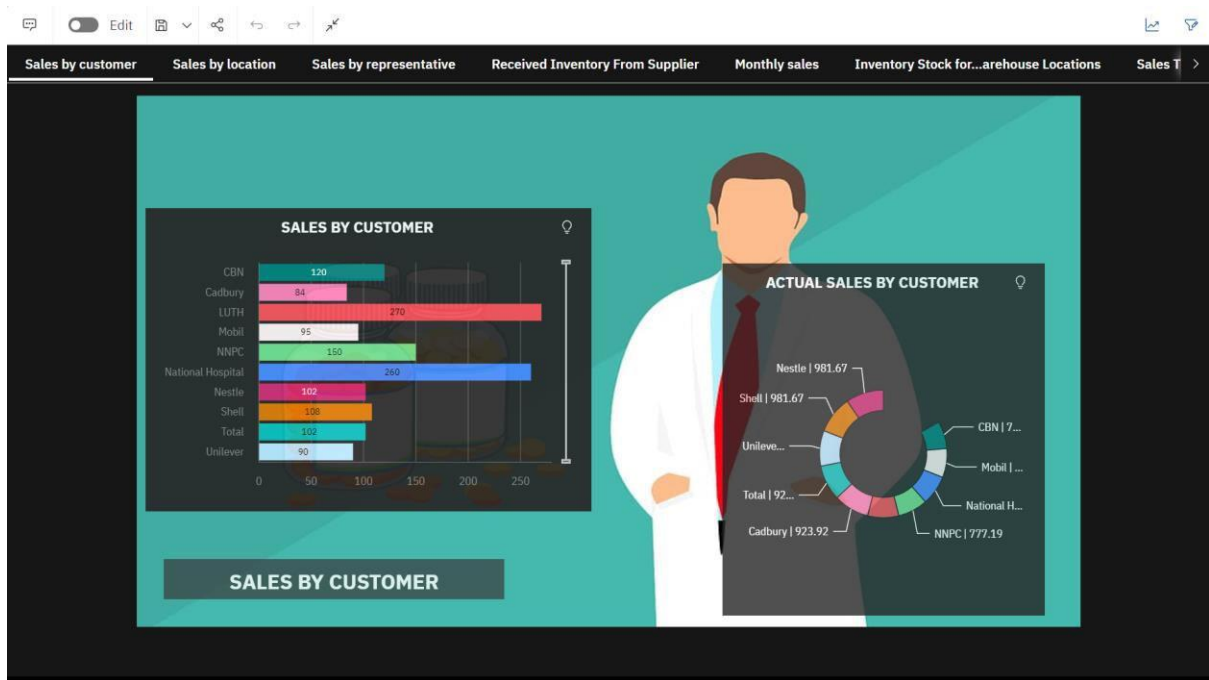 Edit
Sales by customer
Sales by location
Sales by representative
Received Inventory From Supplier
Monthly sales
Inventory Stock for...arehouse Locations
Sales T
SALES BY CUSTOMER
CBN
120
Cadbury
84
LUTH
270
Mobil
95
NNPC
150
National Hospital
260
Nestle
102
Shell
108
Total
102
Unilever
90
0
50
100
150
200
250
SALES BY CUSTOMER
ACTUAL SALES BY CUSTOMER
Nestle | 981.67
Shell | 981.67
CBN | 7...
Unileve...
Mobil | ...
Total | 92...
National H...
Cadbury | 923.92
NNPC | 777.19